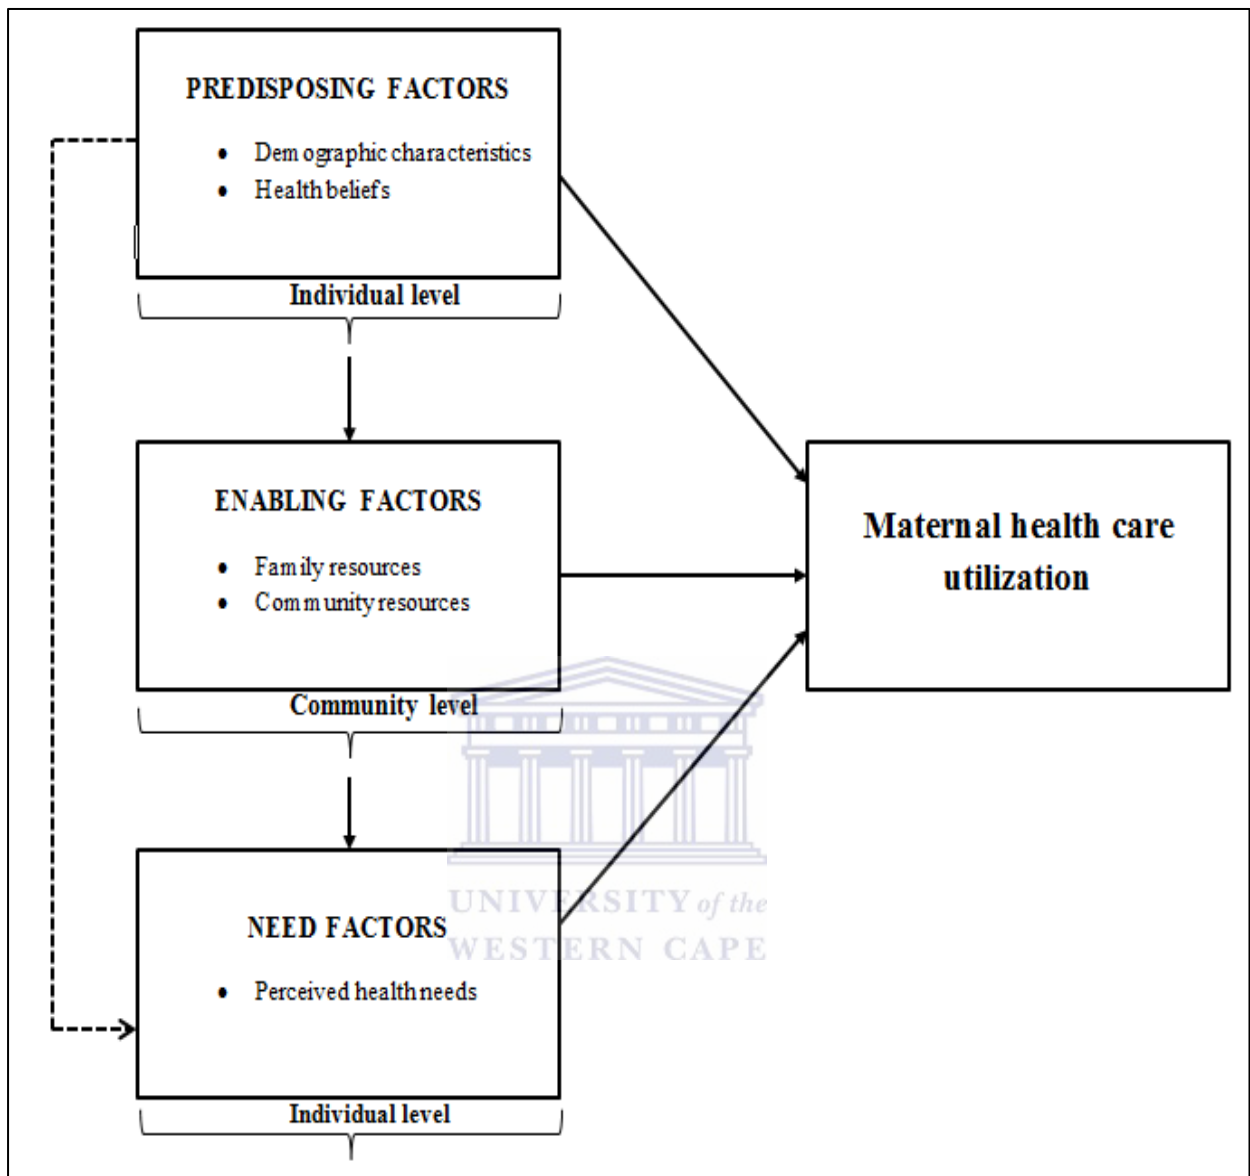 PREDISPOSING FACTORS
• Demographic characteristics
• Health beliefs
Individual level
ENABLING FACTORS
• Family resources
• Community resources
Community level
Maternal health care
utilization
UNIVERSITY of the
WESTERN CAPE
NEED FACTORS
• Perceived health needs
Individual level